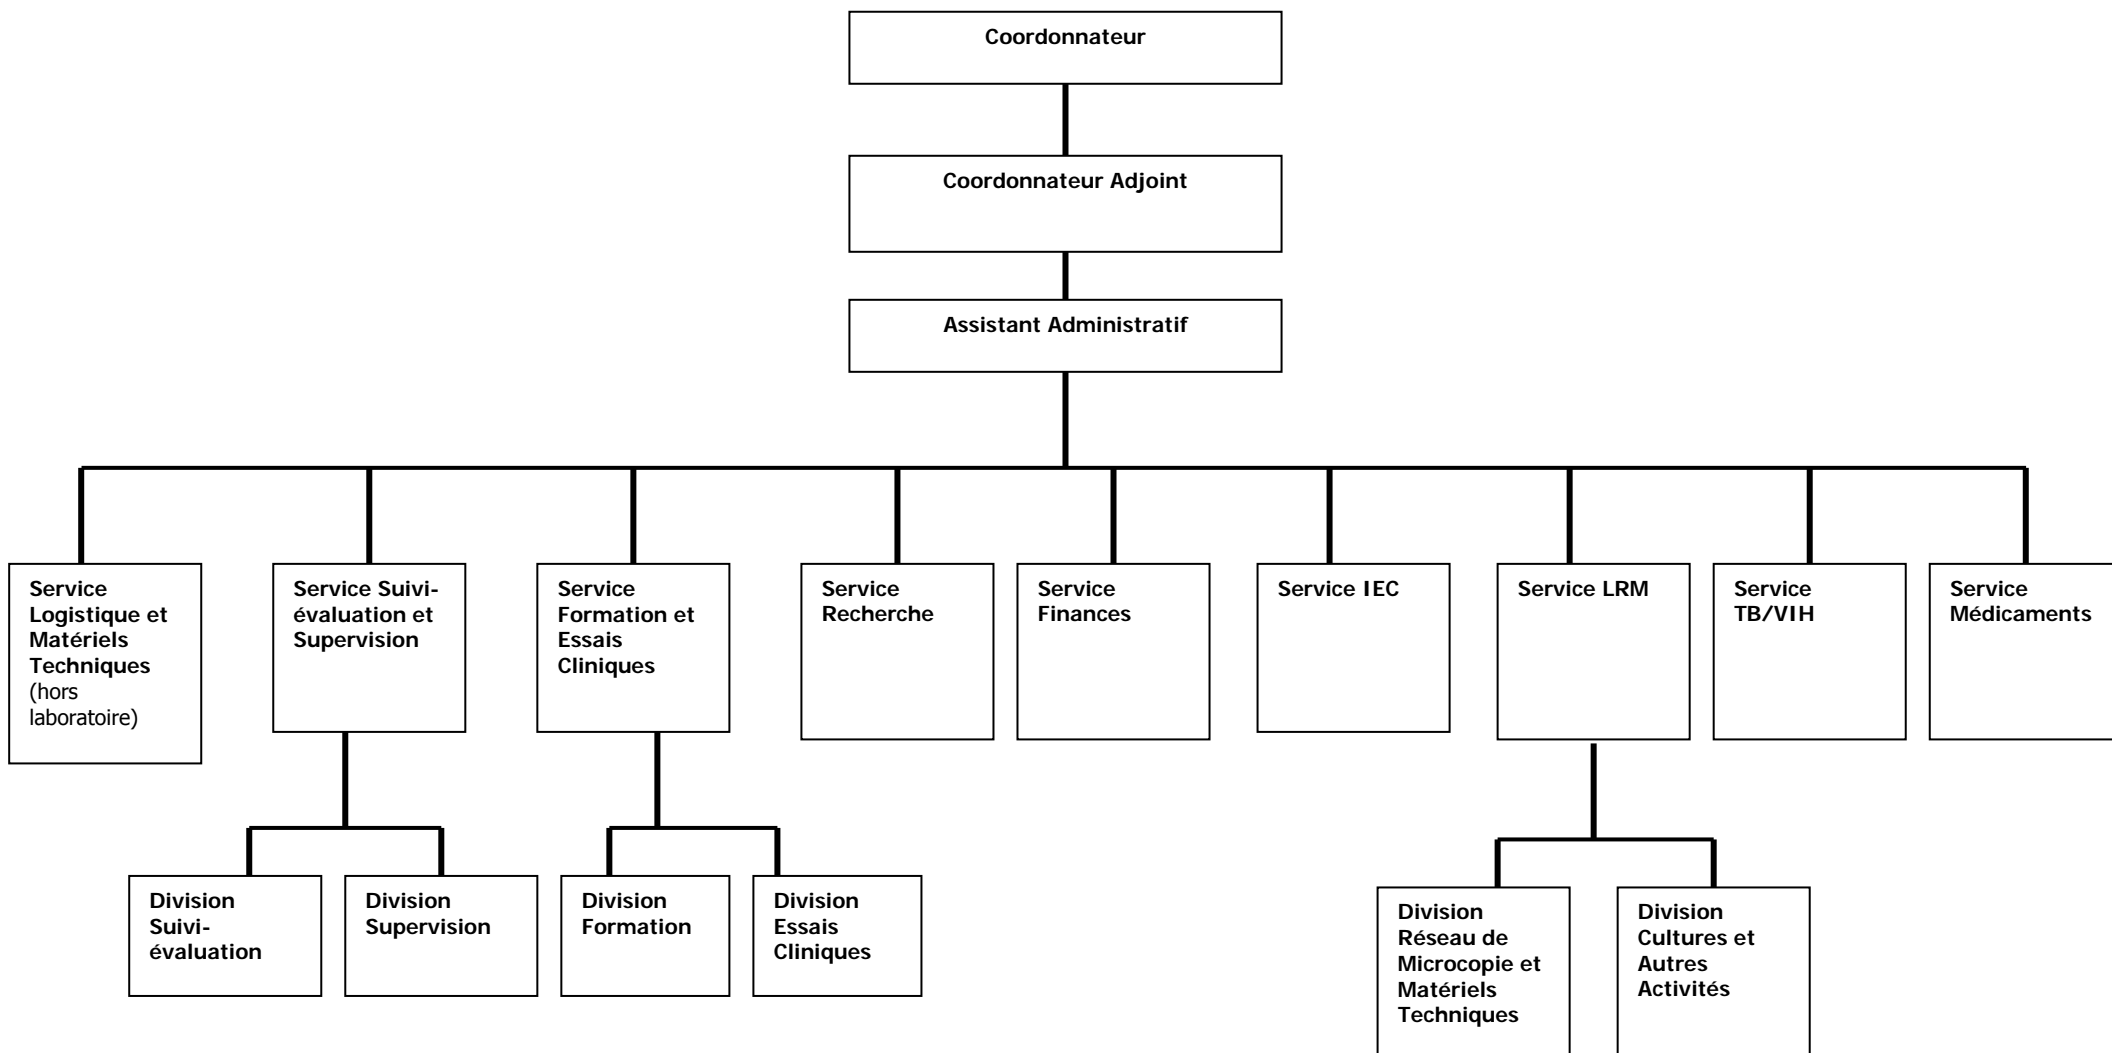 Coordonnateur
Coordonnateur Adjoint
Assistant Administratif
Service
Logistique et
Matériels
Techniques
(hors
laboratoire)
Service Suivi-
évaluation et
Supervision
Service
Formation et
Essais
Cliniques
Service
Recherche
Service
Finances
Service IEC
Service LRM
Service
TB/VIH
Service
Médicaments
Division
Suivi-
évaluation
Division
Supervision
Division
Formation
Division
Essais
Cliniques
Division
Réseau de
Microcopie et
Matériels
Techniques
Division
Cultures et
Autres
Activités